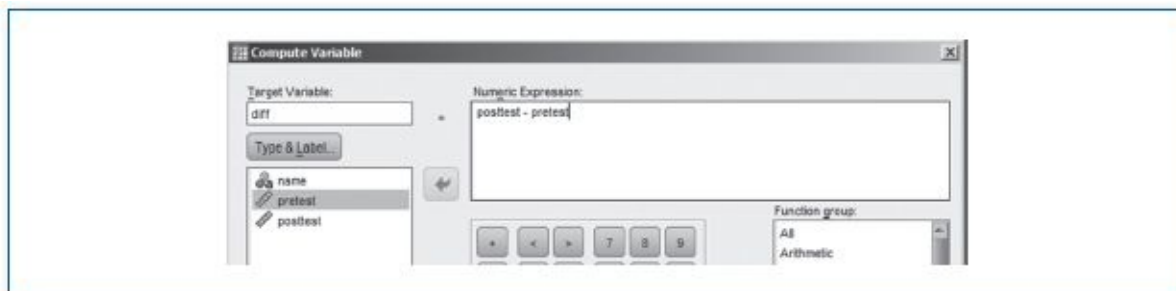 Compute Variable
Target Variable:
diff
Type & Label...
name
pretest
posttest
=
Numeric Expression:
posttest - pretest
+ < > 7 8 9
Function group:
All
Arithmetic